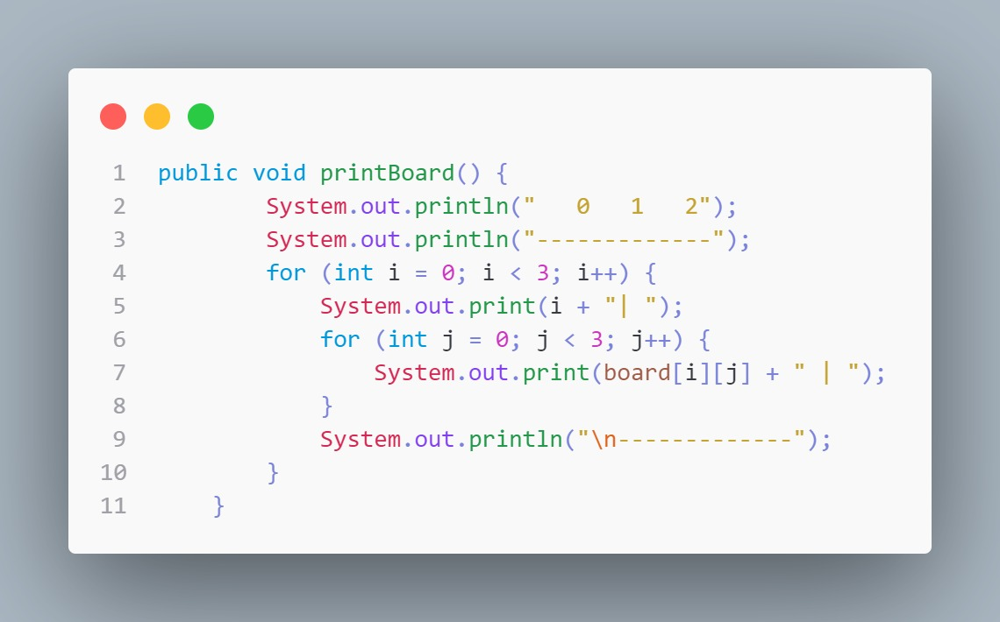 1 public void printBoard() {
2         System.out.println("   0   1   2");
3         System.out.println("-------------");
4         for (int i = 0; i < 3; i++) {
5             System.out.print(i + "| ");
6             for (int j = 0; j < 3; j++) {
7                 System.out.print(board[i][j] + " | ");
8             }
9             System.out.println("\n-------------");
10         }
11     }